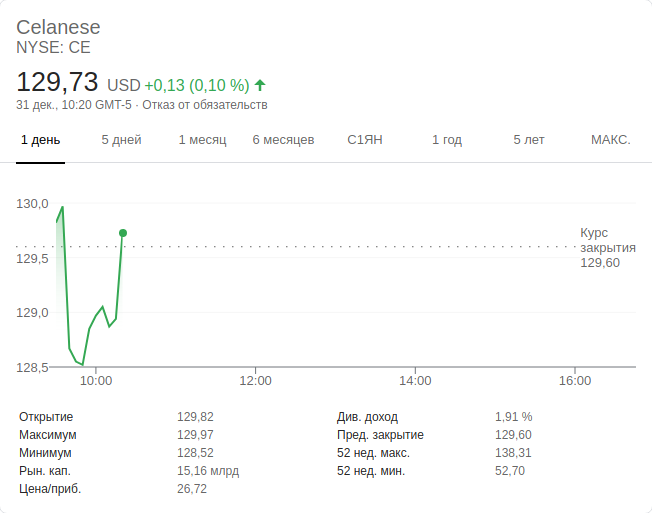 Celanese
NYSE: CE
129,73 USD +0,13 (0,10 %)
31 дек., 10:20 GMT-5 · Отказ от обязательств
1 день 5 дней 1 месяц 6 месяцев С1ЯН 1 год 5 лет МАКС.
130,0
Курс
закрытия
129,60
129,5
129,0
128,5
10:00 12:00 14:00 16:00
Открытие 129,82 Див. доход 1,91 %
Максимум 129,97 Пред. закрытие 129,60
Минимум 128,52 52 нед. макс. 138,31
Рын. кап. 15,16 млрд 52 нед. мин. 52,70
Цена/приб. 26,72